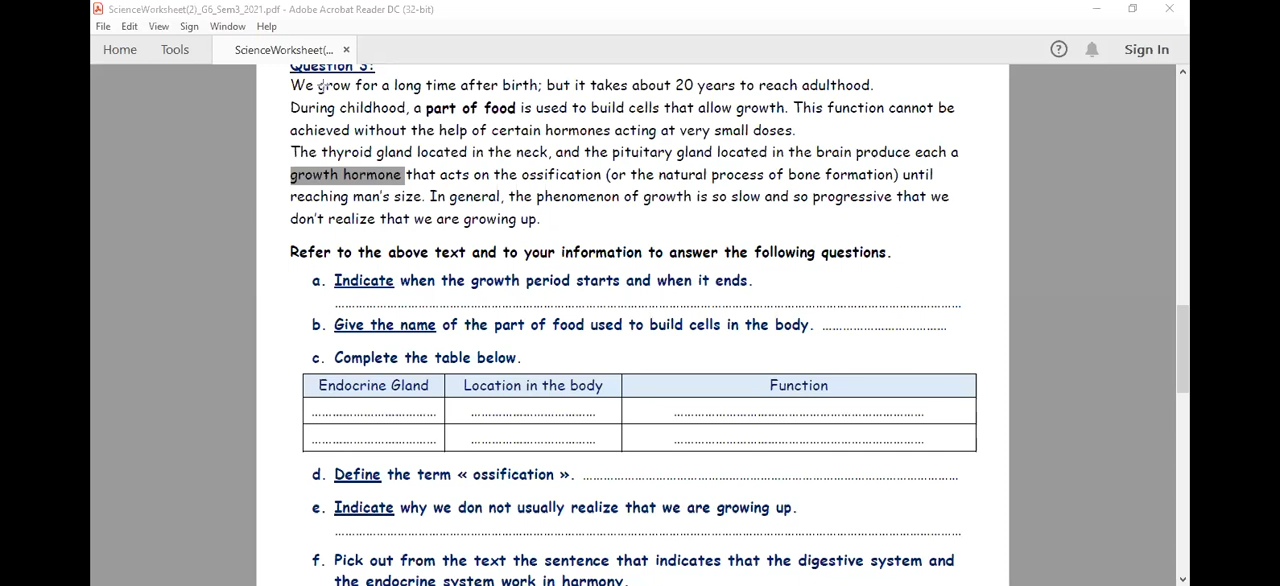 ScienceWorksheet(2)_G6_Sem3_2021.pdf - Adobe Acrobat Reader DC (32-bit)
File Edit View Sign Window Help
Home Tools ScienceWorksheet(... × Sign In
Question 3:
We grow for a long time after birth; but it takes about 20 years to reach adulthood.
During childhood, a part of food is used to build cells that allow growth. This function cannot be
achieved without the help of certain hormones acting at very small doses.
The thyroid gland located in the neck, and the pituitary gland located in the brain produce each a
growth hormone that acts on the ossification (or the natural process of bone formation) until
reaching man's size. In general, the phenomenon of growth is so slow and so progressive that we
don't realize that we are growing up.
Refer to the above text and to your information to answer the following questions.
a. Indicate when the growth period starts and when it ends.
b. Give the name of the part of food used to build cells in the body. ....................................
c. Complete the table below.
Endocrine Gland Location in the body Function
d. Define the term « ossification ». ....................................
e. Indicate why we don not usually realize that we are growing up.
f. Pick out from the text the sentence that indicates that the digestive system and
the endocrine system work in harmony.